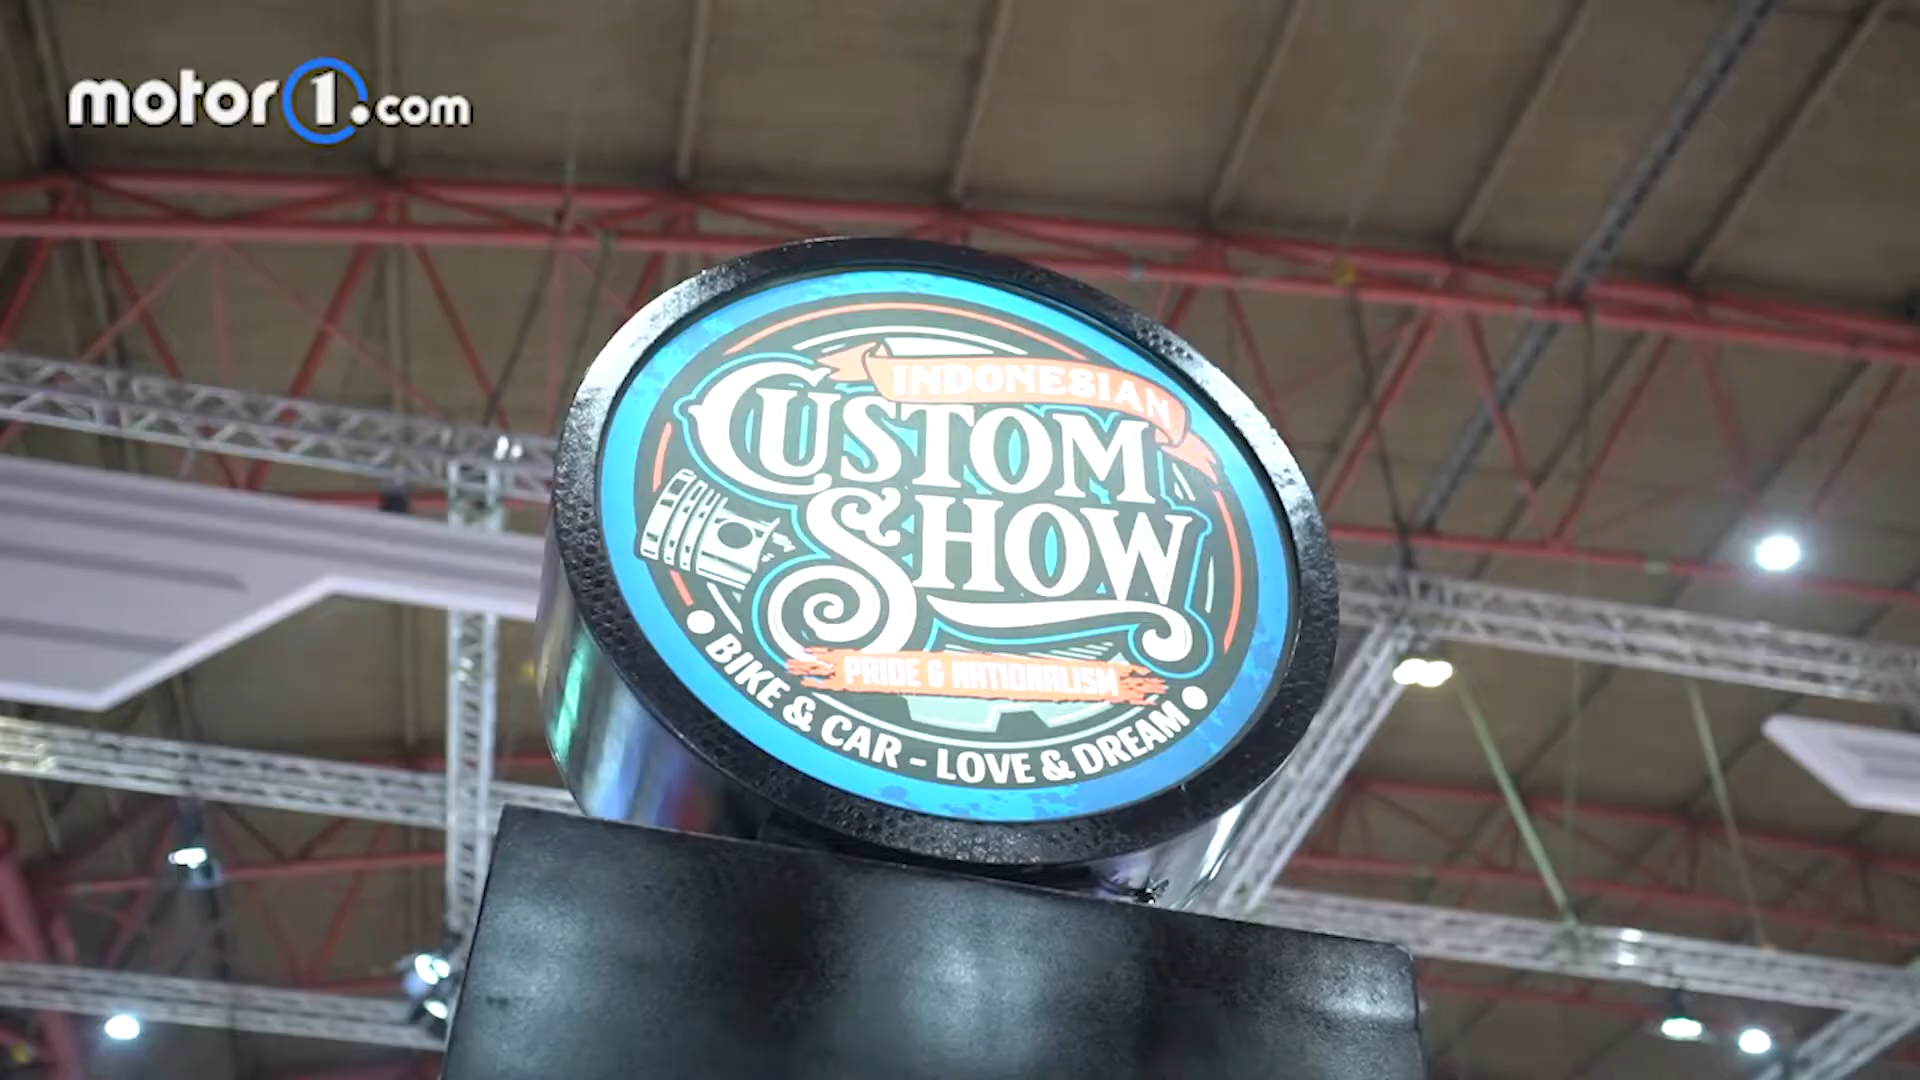 motor1.com
INDONESIAN
CUSTOM
SHOW
PRIDE & NATIONALISM
BIKE & CAR - LOVE & DREAM